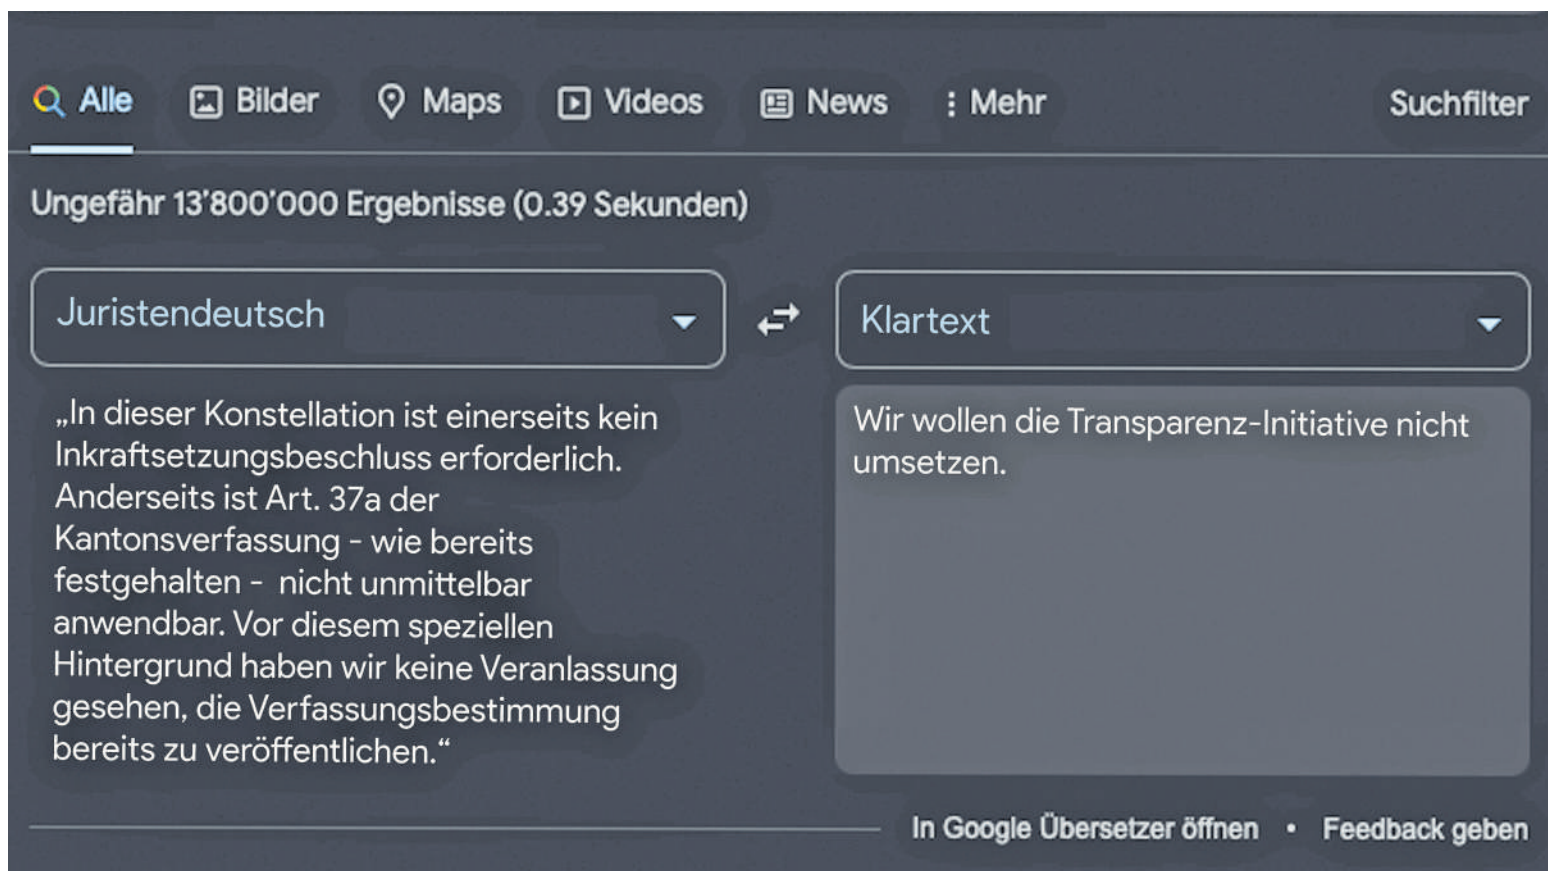 Alle Bilder Maps Videos News Mehr Suchfilter
Ungefähr 13'800'000 Ergebnisse (0.39 Sekunden)
Juristendeutsch
„In dieser Konstellation ist einerseits kein
Inkraftsetzungsbeschluss erforderlich.
Anderseits ist Art. 37a der
Kantonsverfassung - wie bereits
festgehalten - nicht unmittelbar
anwendbar. Vor diesem speziellen
Hintergrund haben wir keine Veranlassung
gesehen, die Verfassungsbestimmung
bereits zu veröffentlichen.“
Klartext
Wir wollen die Transparenz-Initiative nicht
umsetzen.
In Google Übersetzer öffnen • Feedback geben